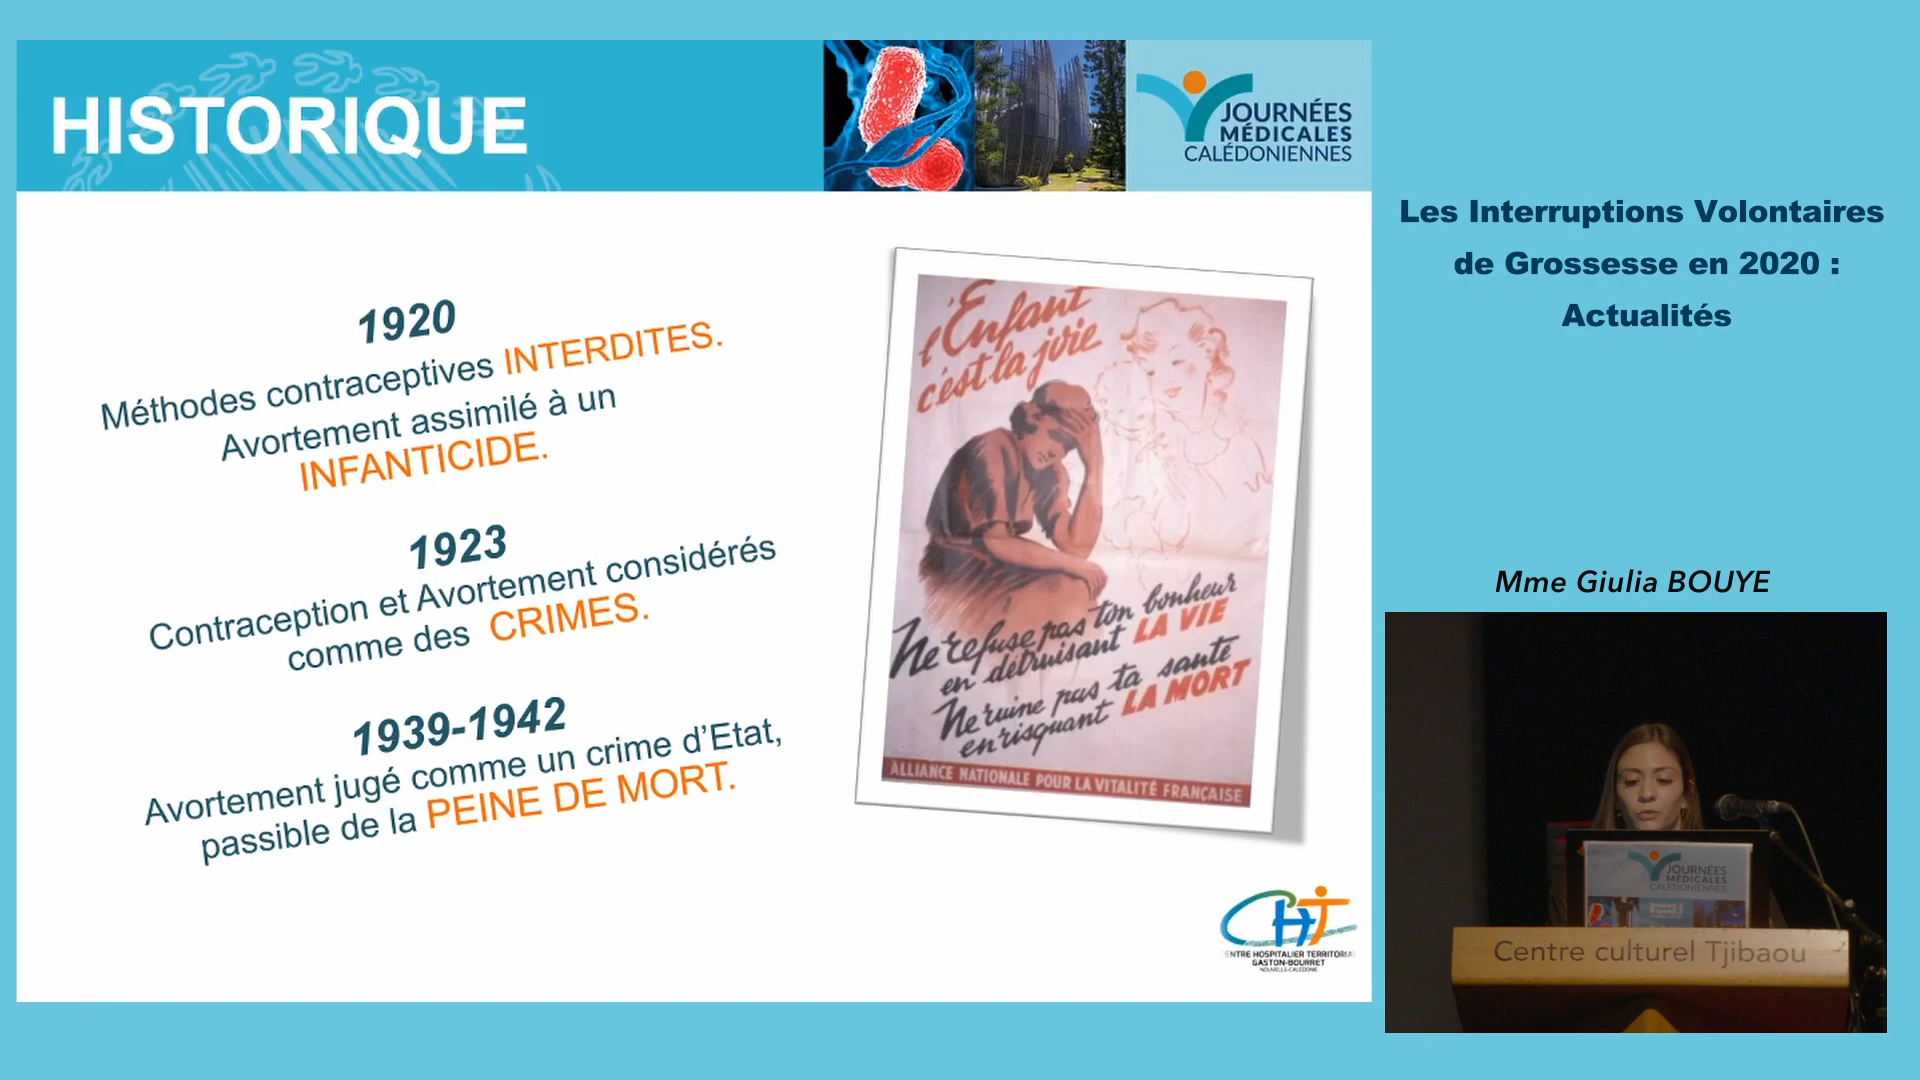 HISTORIQUE
JOURNÉES
MÉDICALES
CALÉDONIENNES
1920
Méthodes contraceptives INTERDITES.
Avortement assimilé à un
INFANTICIDE.
1923
Contraception et Avortement considérés
comme des CRIMES.
1939-1942
Avortement jugé comme un crime d'Etat,
passible de la PEINE DE MORT.
l'Enfant
c'est la joie
Ne refuse pas ton bonheur
en détruisant LA VIE
Ne ruine pas ta santé
en risquant LA MORT
ALLIANCE NATIONALE POUR LA VITALITÉ FRANÇAISE
CHT
CENTRE HOSPITALIER TERRITORIAL
GASTON-BOURRET
NOUVELLE-CALÉDONIE
Les Interruptions Volontaires
de Grossesse en 2020 :
Actualités
Mme Giulia BOUYE
JOURNÉES
MÉDICALES
CALÉDONIENNES
Centre culturel Tjibaou